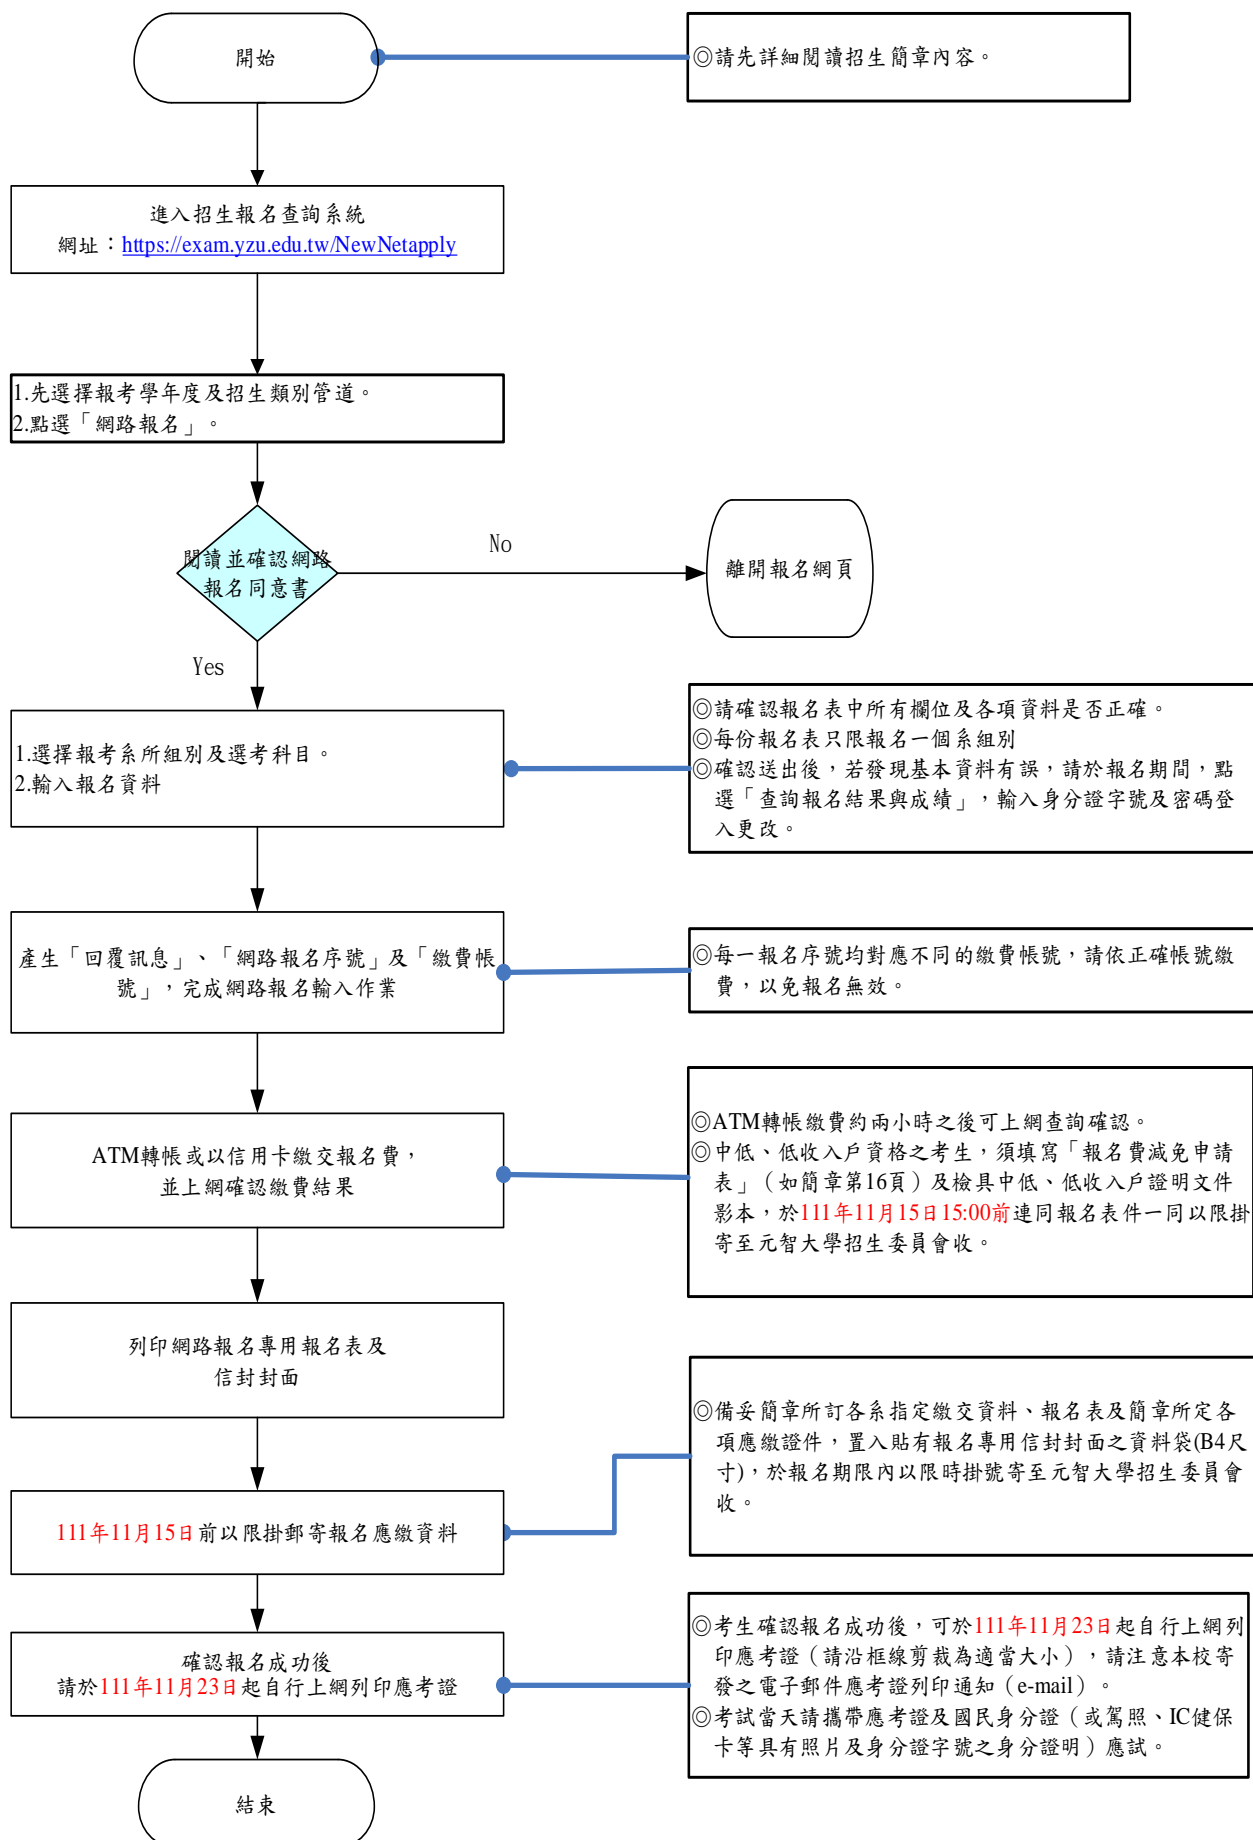 開始
◎請先詳細閱讀招生簡章內容。
進入招生報名查詢系統
網址：https://exam.yzu.edu.tw/NewNetapply
1.先選擇報考學年度及招生類別管道。
2.點選「網路報名」。
閱讀並確認網路
報名同意書
No
離開報名網頁
Yes
1.選擇報考系所組別及選考科目。
2.輸入報名資料
◎請確認報名表中所有欄位及各項資料是否正確。
◎每份報名表只限報名一個系組別
◎確認送出後，若發現基本資料有誤，請於報名期間，點
選「查詢報名結果與成績」，輸入身分證字號及密碼登
入更改。
產生「回覆訊息」、「網路報名序號」及「繳費帳
號」，完成網路報名輸入作業
◎每一報名序號均對應不同的繳費帳號，請依正確帳號繳
費，以免報名無效。
ATM轉帳或以信用卡繳交報名費，
並上網確認繳費結果
◎ATM轉帳繳費約兩小時之後可上網查詢確認。
◎中低、低收入戶資格之考生，須填寫「報名費減免申請
表」（如簡章第16頁）及檢具中低、低收入戶證明文件
影本，於111年11月15日15:00前連同報名表件一同以限掛
寄至元智大學招生委員會收。
列印網路報名專用報名表及
信封封面
◎備妥簡章所訂各系指定繳交資料、報名表及簡章所定各
項應繳證件，置入貼有報名專用信封封面之資料袋(B4尺
寸)，於報名期限內以限時掛號寄至元智大學招生委員會
收。
111年11月15日前以限掛郵寄報名應繳資料
確認報名成功後
請於111年11月23日起自行上網列印應考證
◎考生確認報名成功後，可於111年11月23日起自行上網列
印應考證（請沿框線剪裁為適當大小），請注意本校寄
發之電子郵件應考證列印通知（e-mail）。
◎考試當天請攜帶應考證及國民身分證（或駕照、IC健保
卡等具有照片及身分證字號之身分證明）應試。
結束